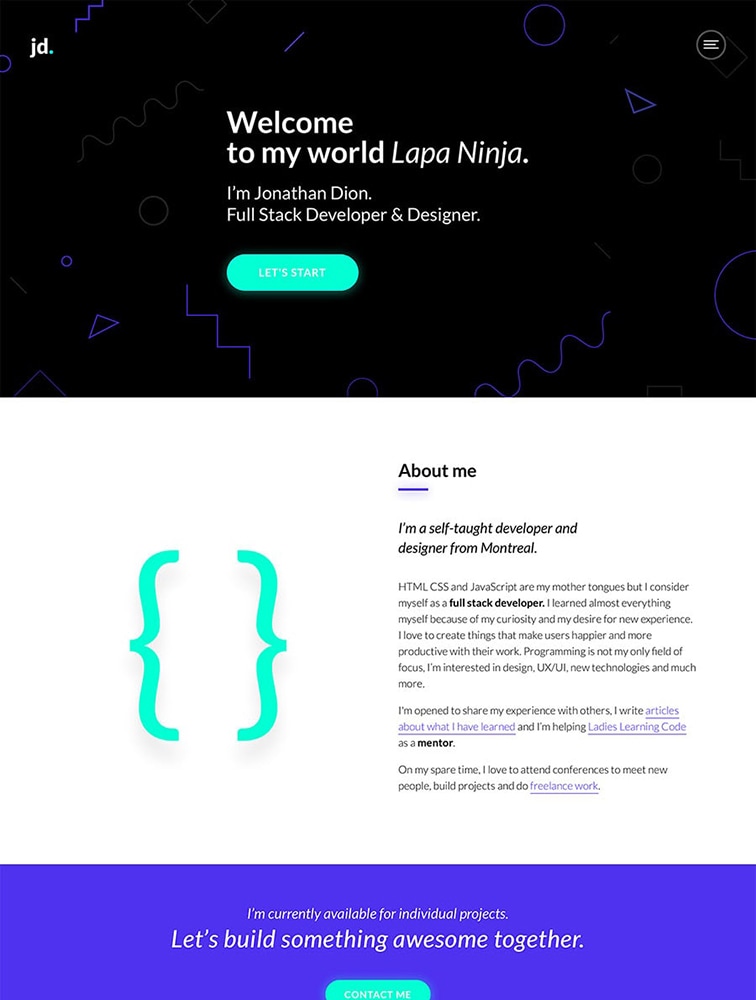 jd.
Welcome
to my world Lapa Ninja.
I'm Jonathan Dion.
Full Stack Developer & Designer.
LET'S START
About me
I'm a self-taught developer and
designer from Montreal.
{ }
HTML CSS and JavaScript are my mother tongues but I consider
myself as a full stack developer. I learned almost everything
myself because of my curiosity and my desire for new experience.
I love to create things that make users happier and more
productive with their work. Programming is not my only field of
focus, I'm interested in design, UX/UI, new technologies and much
more.
I'm opened to share my experience with others, I write articles
about what I have learned and I'm helping Ladies Learning Code
as a mentor.
On my spare time, I love to attend conferences to meet new
people, build projects and do freelance work.
I'm currently available for individual projects.
Let's build something awesome together.
CONTACT ME